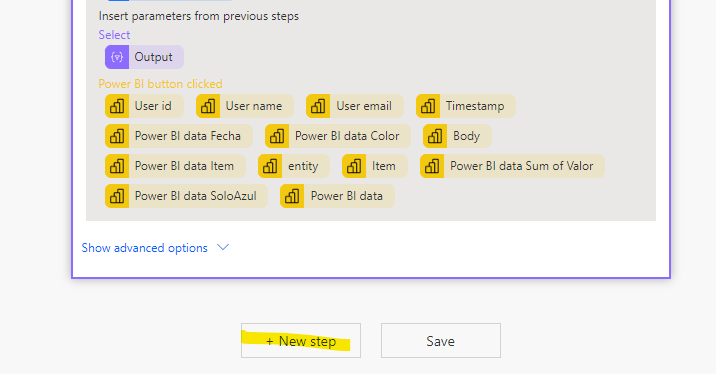 Insert parameters from previous steps
Select
Output
Power BI button clicked
User id User name User email Timestamp
Power BI data Fecha Power BI data Color Body
Power BI data Item entity Item Power BI data Sum of Valor
Power BI data SoloAzul Power BI data
Show advanced options
+ New step Save